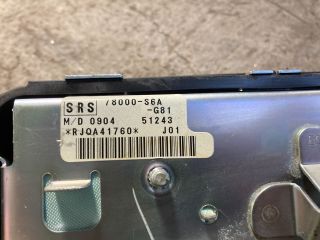 SRS 78000-S6A
-G81
M/D 0904 51243
*RJQA41760* J01